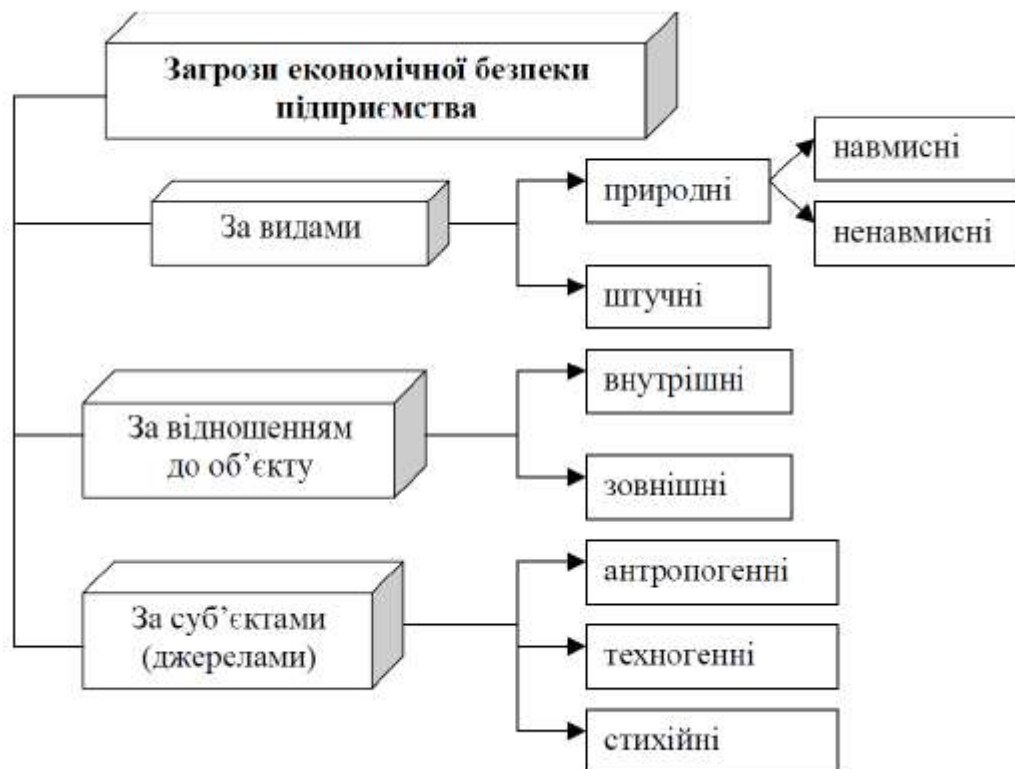 Загрози економічної безпеки
підприємства
навмисні
природні
За видами
ненавмисні
штучні
внутрішні
За відношенням
до об’єкту
зовнішні
антропогенні
За суб’єктами
(джерелами)
техногенні
стихійні